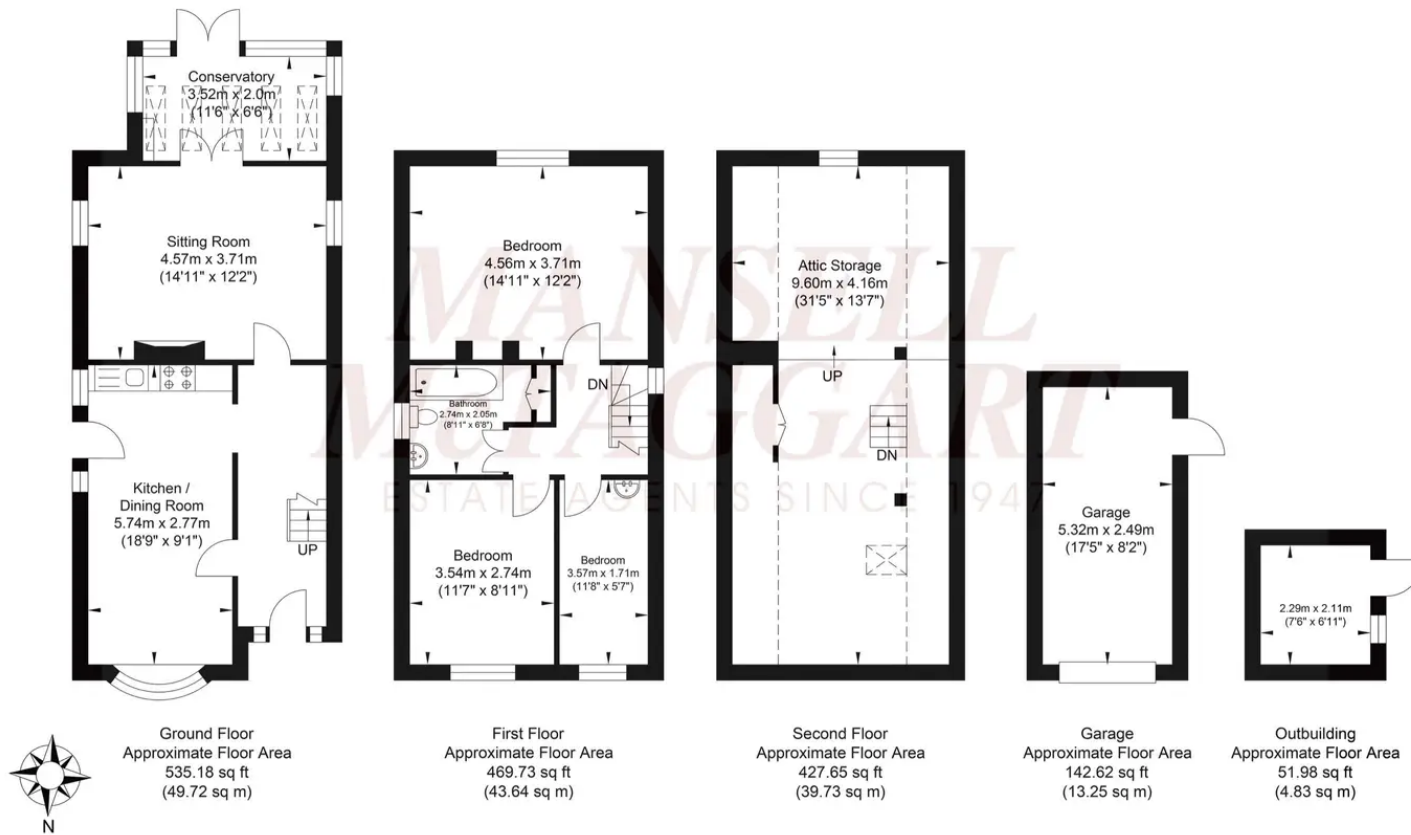 Conservatory
3.52m x 2.0m
(11'6" x 6'6")
Sitting Room
4.57m x 3.71m
(14'11" x 12'2")
Kitchen /
Dining Room
5.74m x 2.77m
(18'9" x 9'1")
UP
Ground Floor
Approximate Floor Area
535.18 sq ft
(49.72 sq m)
N
Bedroom
4.56m x 3.71m
(14'11" x 12'2")
DN
Bathroom
2.74m x 2.05m
(8'11" x 6'8")
Bedroom
3.54m x 2.74m
(11'7" x 8'11")
Bedroom
3.57m x 1.71m
(11'8" x 5'7")
First Floor
Approximate Floor Area
469.73 sq ft
(43.64 sq m)
Attic Storage
9.60m x 4.16m
(31'5" x 13'7")
UP
DN
Second Floor
Approximate Floor Area
427.65 sq ft
(39.73 sq m)
Garage
5.32m x 2.49m
(17'5" x 8'2")
Garage
Approximate Floor Area
142.62 sq ft
(13.25 sq m)
2.29m x 2.11m
(7'6" x 6'11")
Outbuilding
Approximate Floor Area
51.98 sq ft
(4.83 sq m)
MANSELL
McTAGGART
ESTATE AGENTS SINCE 1947